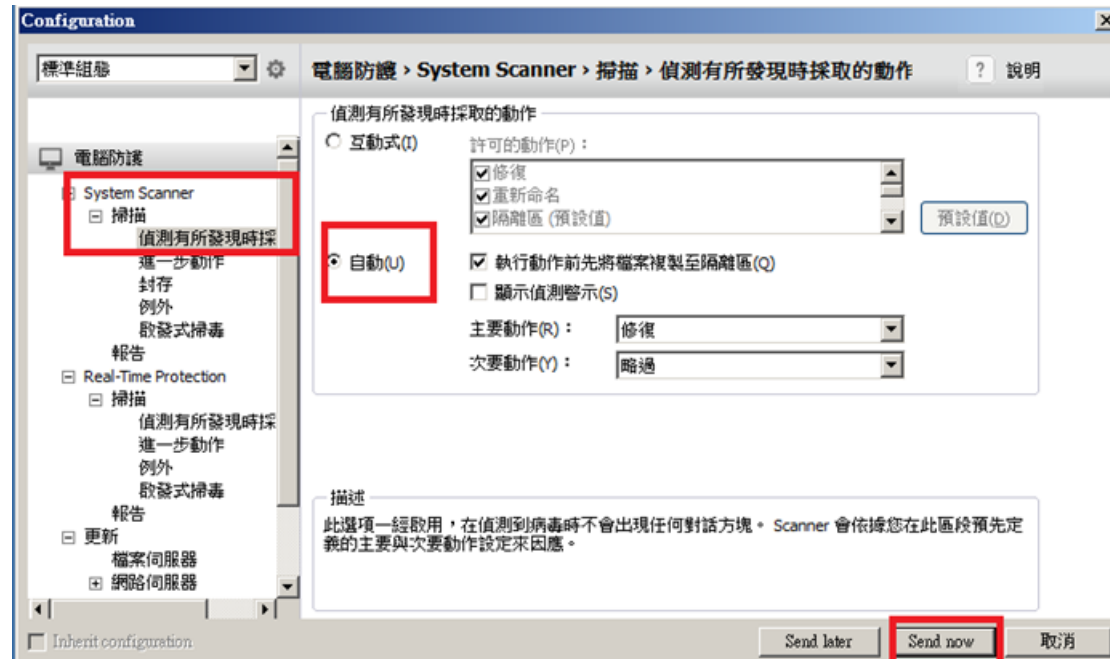 Configuration
標準組態
電腦防護 › System Scanner › 掃描 › 偵測有所發現時採取的動作
? 說明
電腦防護
System Scanner
掃描
偵測有所發現時採
進一步動作
封存
例外
啟發式掃毒
報告
Real-Time Protection
掃描
偵測有所發現時採
進一步動作
例外
啟發式掃毒
報告
更新
檔案伺服器
網路伺服器
偵測有所發現時採取的動作
互動式(I)
許可的動作(P)：
修復
重新命名
隔離區 (預設值)
預設值(D)
自動(U)
執行動作前先將檔案複製至隔離區(Q)
顯示偵測警示(S)
主要動作(R)：
修復
次要動作(Y)：
略過
描述
此選項一經啟用，在偵測到病毒時不會出現任何對話方塊。 Scanner 會依據您在此區段預先定
義的主要與次要動作設定來因應。
Inherit configuration
Send later
Send now
取消